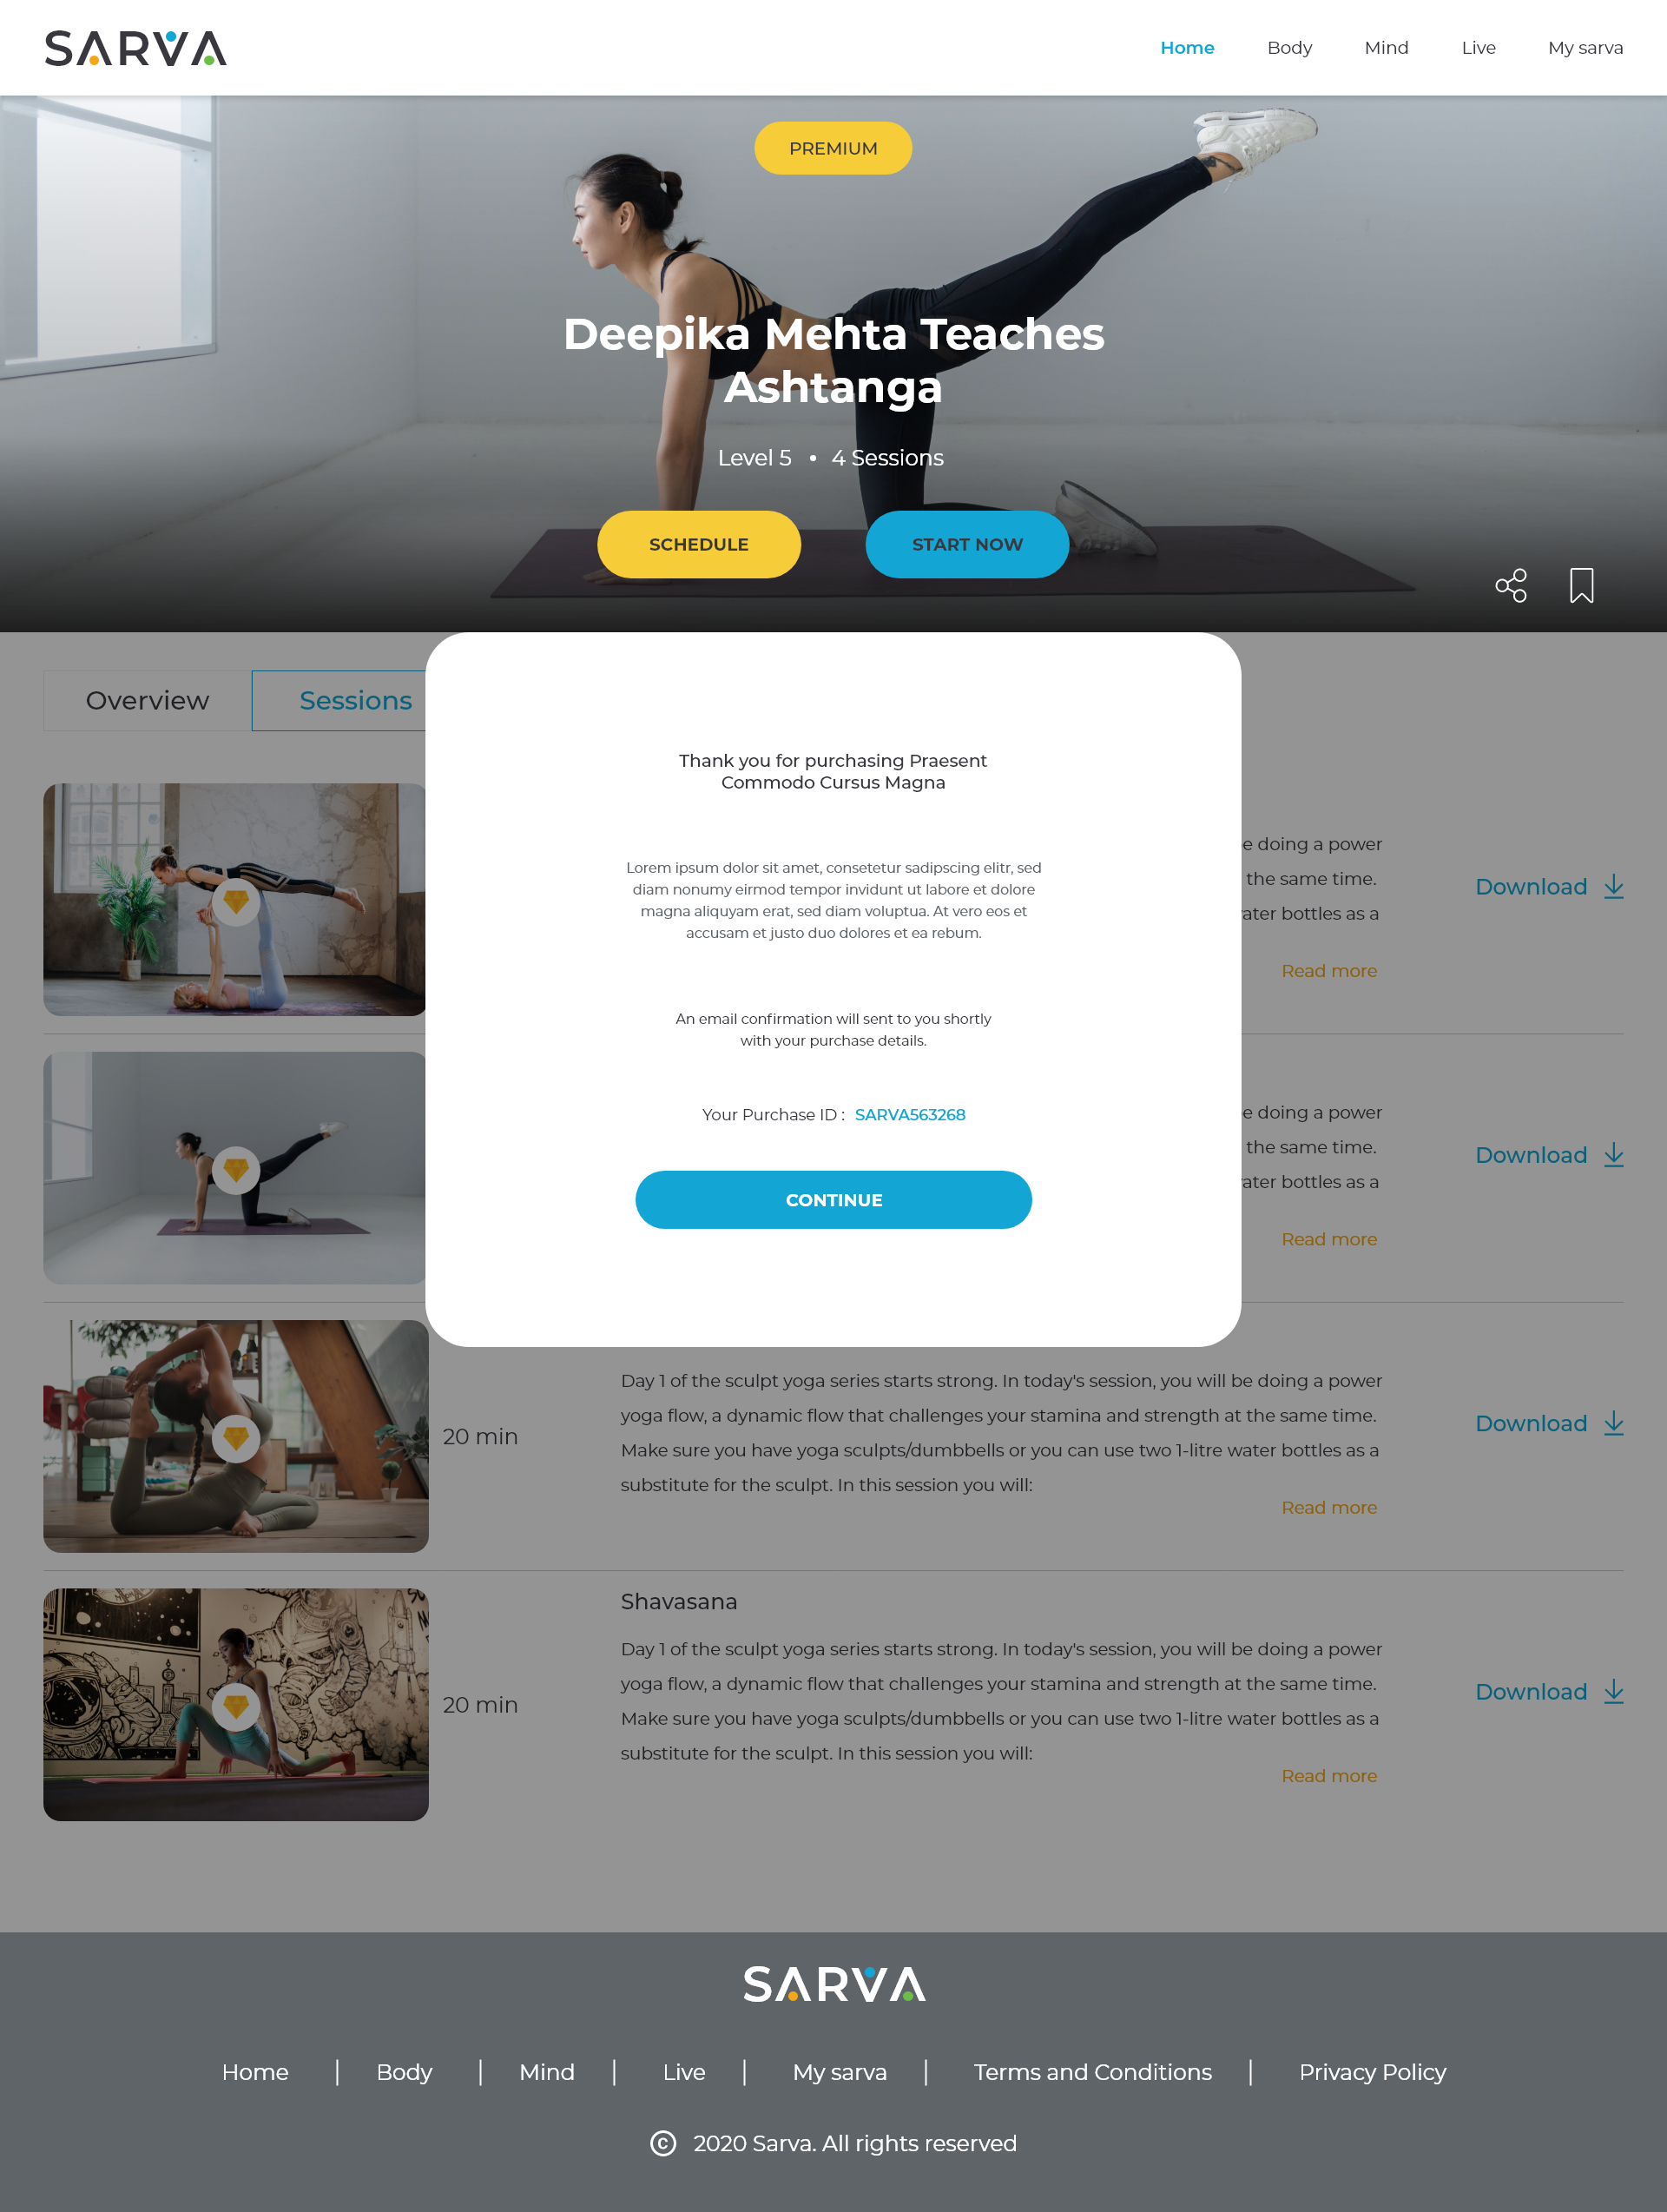 SARVA
Home
Body
Mind
Live
My sarva
PREMIUM
Deepika Mehta Teaches
Ashtanga
Level 5 • 4 Sessions
SCHEDULE
START NOW
Overview
Sessions
Thank you for purchasing Praesent
Commodo Cursus Magna
Lorem ipsum dolor sit amet, consetetur sadipscing elitr, sed
diam nonumy eirmod tempor invidunt ut labore et dolore
magna aliquyam erat, sed diam voluptua. At vero eos et
accusam et justo duo dolores et ea rebum.
An email confirmation will sent to you shortly
with your purchase details.
Your Purchase ID : SARVA563268
CONTINUE
doing a power
the same time.
bottles as a
Read more
Download
doing a power
the same time.
bottles as a
Read more
Download
20 min
Day 1 of the sculpt yoga series starts strong. In today's session, you will be doing a power
yoga flow, a dynamic flow that challenges your stamina and strength at the same time.
Make sure you have yoga sculpts/dumbbells or you can use two 1-litre water bottles as a
substitute for the sculpt. In this session you will:
Read more
Download
20 min
Shavasana
Day 1 of the sculpt yoga series starts strong. In today's session, you will be doing a power
yoga flow, a dynamic flow that challenges your stamina and strength at the same time.
Make sure you have yoga sculpts/dumbbells or you can use two 1-litre water bottles as a
substitute for the sculpt. In this session you will:
Read more
Download
SARVA
Home | Body | Mind | Live | My sarva | Terms and Conditions | Privacy Policy
© 2020 Sarva. All rights reserved